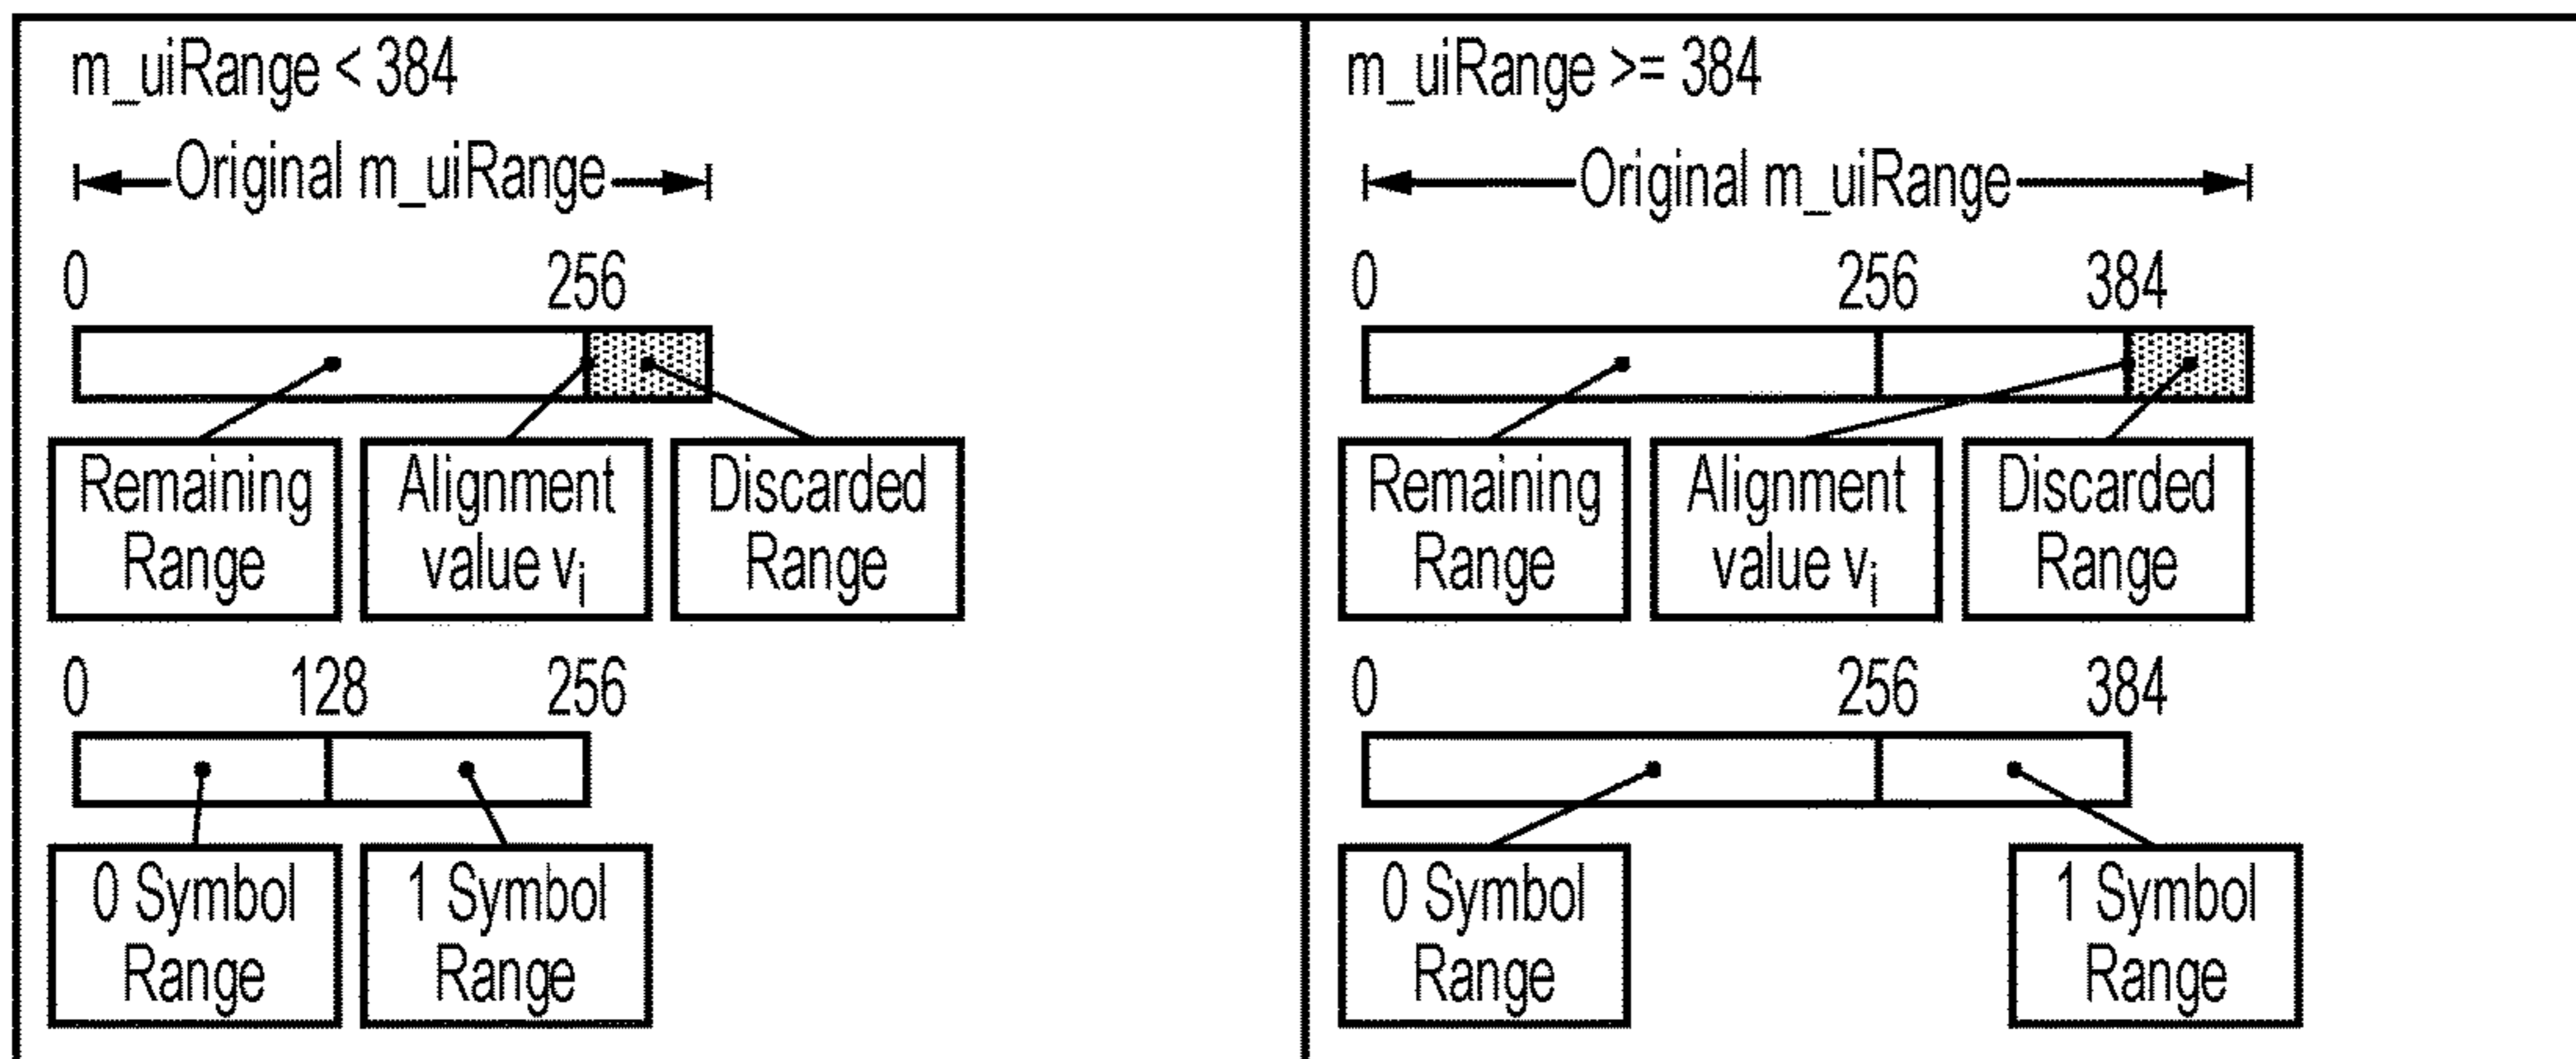 m_uiRange < 384
Original m_uiRange
0 256
Remaining Range
Alignment value vi
Discarded Range
0 128 256
0 Symbol Range
1 Symbol Range
m_uiRange >= 384
Original m_uiRange
0 256 384
Remaining Range
Alignment value vi
Discarded Range
0 256 384
0 Symbol Range
1 Symbol Range